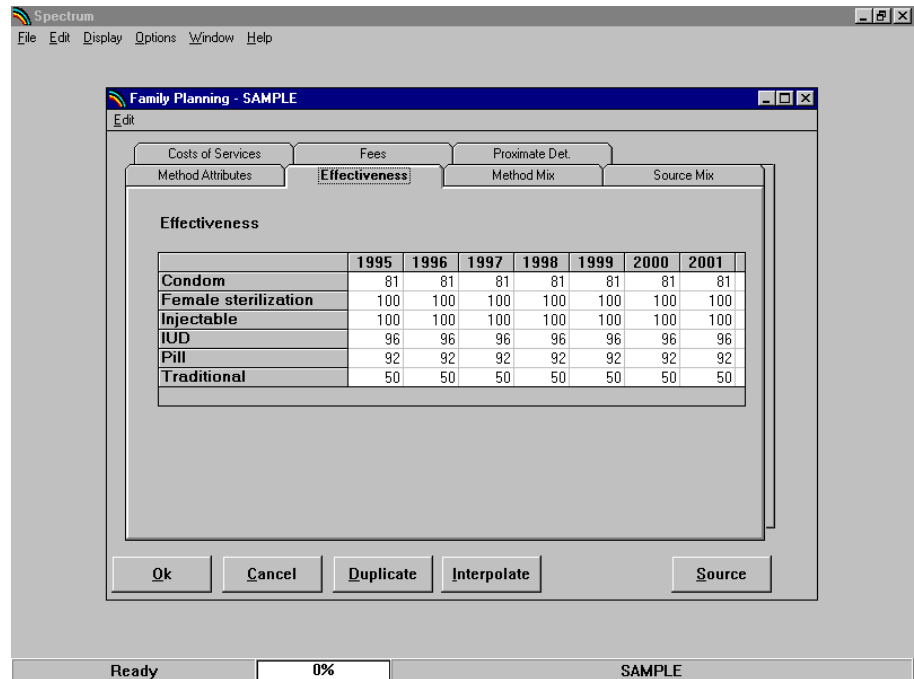 Spectrum
File Edit Display Options Window Help
Family Planning - SAMPLE
Edit
Costs of Services Fees Proximate Det.
Method Attributes Effectiveness Method Mix Source Mix
Effectiveness
1995 1996 1997 1998 1999 2000 2001
Condom 81 81 81 81 81 81 81
Female sterilization 100 100 100 100 100 100 100
Injectable 100 100 100 100 100 100 100
IUD 96 96 96 96 96 96 96
Pill 92 92 92 92 92 92 92
Traditional 50 50 50 50 50 50 50
Ok Cancel Duplicate Interpolate Source
Ready 0% SAMPLE